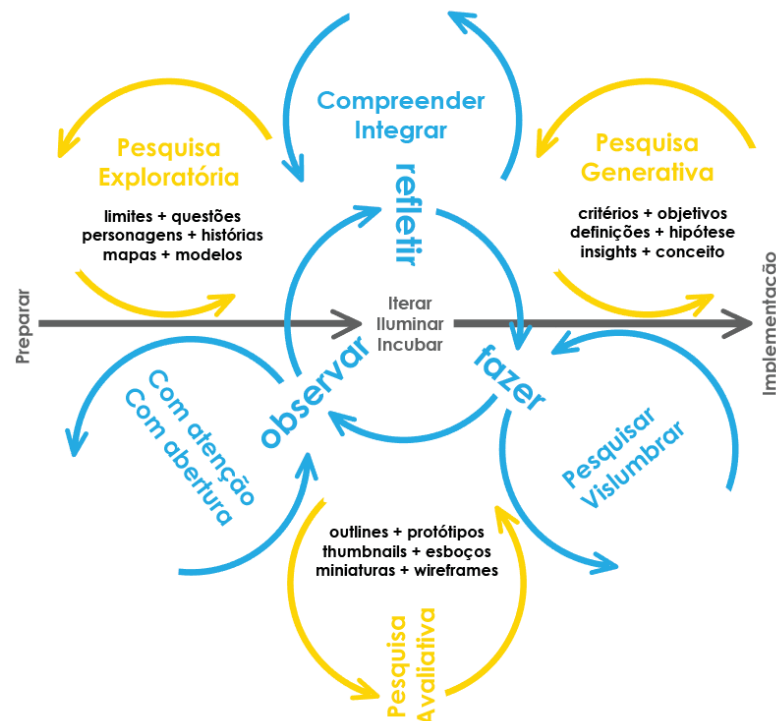 Compreender
Integrar
refletir
Pesquisa
Exploratória
limites + questões
personagens + histórias
mapas + modelos
Pesquisa
Generativa
critérios + objetivos
definições + hipótese
insights + conceito
Preparar
Iterar
Iluminar
Incubar
Implementacão
observar
fazer
Com atenção
Com abertura
Pesquisar
Vislumbrar
outlines + protótipos
thumbnails + esboços
miniaturas + wireframes
Pesquisa
Avaliativa